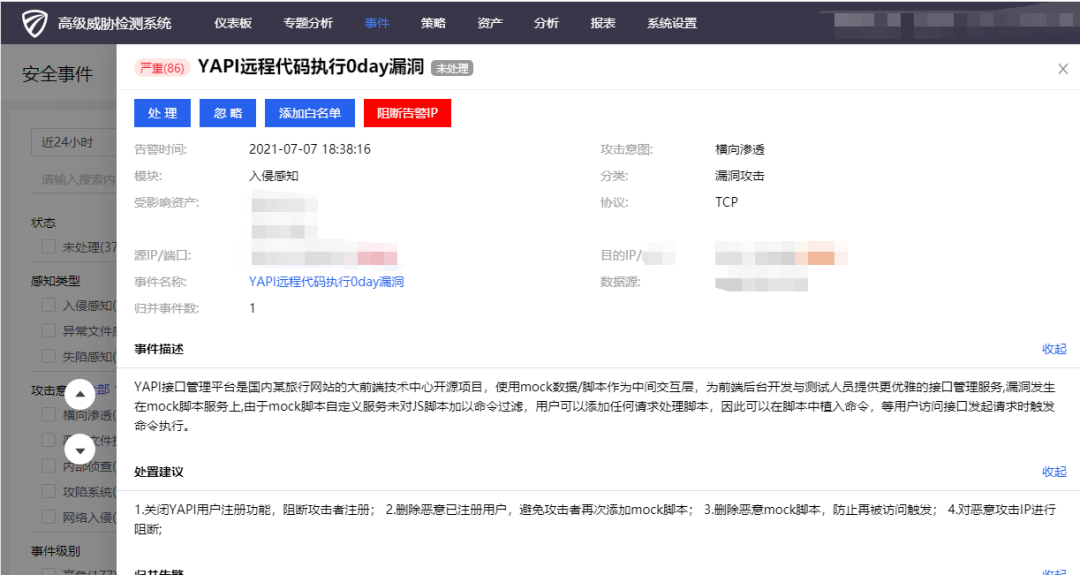 高级威胁检测系统 仪表板 专题分析 事件 策略 资产 分析 报表 系统设置
安全事件
近24小时
请输入搜索内
状态
未处理(37
感知类型
入侵感知(
异常文件
失陷感知(
攻击意
部
横向渗透(
文件
内部侦查(
攻陷系统(
网络入侵(
事件级别
高危(177)
严重(86) YAPI远程代码执行0day漏洞 未处理
处 理 忽 略 添加白名单 阻断告警IP
告警时间: 2021-07-07 18:38:16 攻击意图: 横向渗透
模块: 入侵感知 分类: 漏洞攻击
受影响资产: 协议: TCP
源IP/端口: 目的IP/
事件名称: YAPI远程代码执行0day漏洞 数据源:
归并事件数: 1
事件描述 收起
YAPI接口管理平台是国内某旅行网站的大前端技术中心开源项目，使用mock数据/脚本作为中间交互层，为前端后台开发与测试人员提供更优雅的接口管理服务,漏洞发生
在mock脚本服务上,由于mock脚本自定义服务未对JS脚本加以命令过滤，用户可以添加任何请求处理脚本，因此可以在脚本中植入命令，等用户访问接口发起请求时触发
命令执行。
处置建议 收起
1.关闭YAPI用户注册功能，阻断攻击者注册； 2.删除恶意已注册用户，避免攻击者再次添加mock脚本； 3.删除恶意mock脚本，防止再被访问触发； 4.对恶意攻击IP进行
阻断;
归并告警 收起